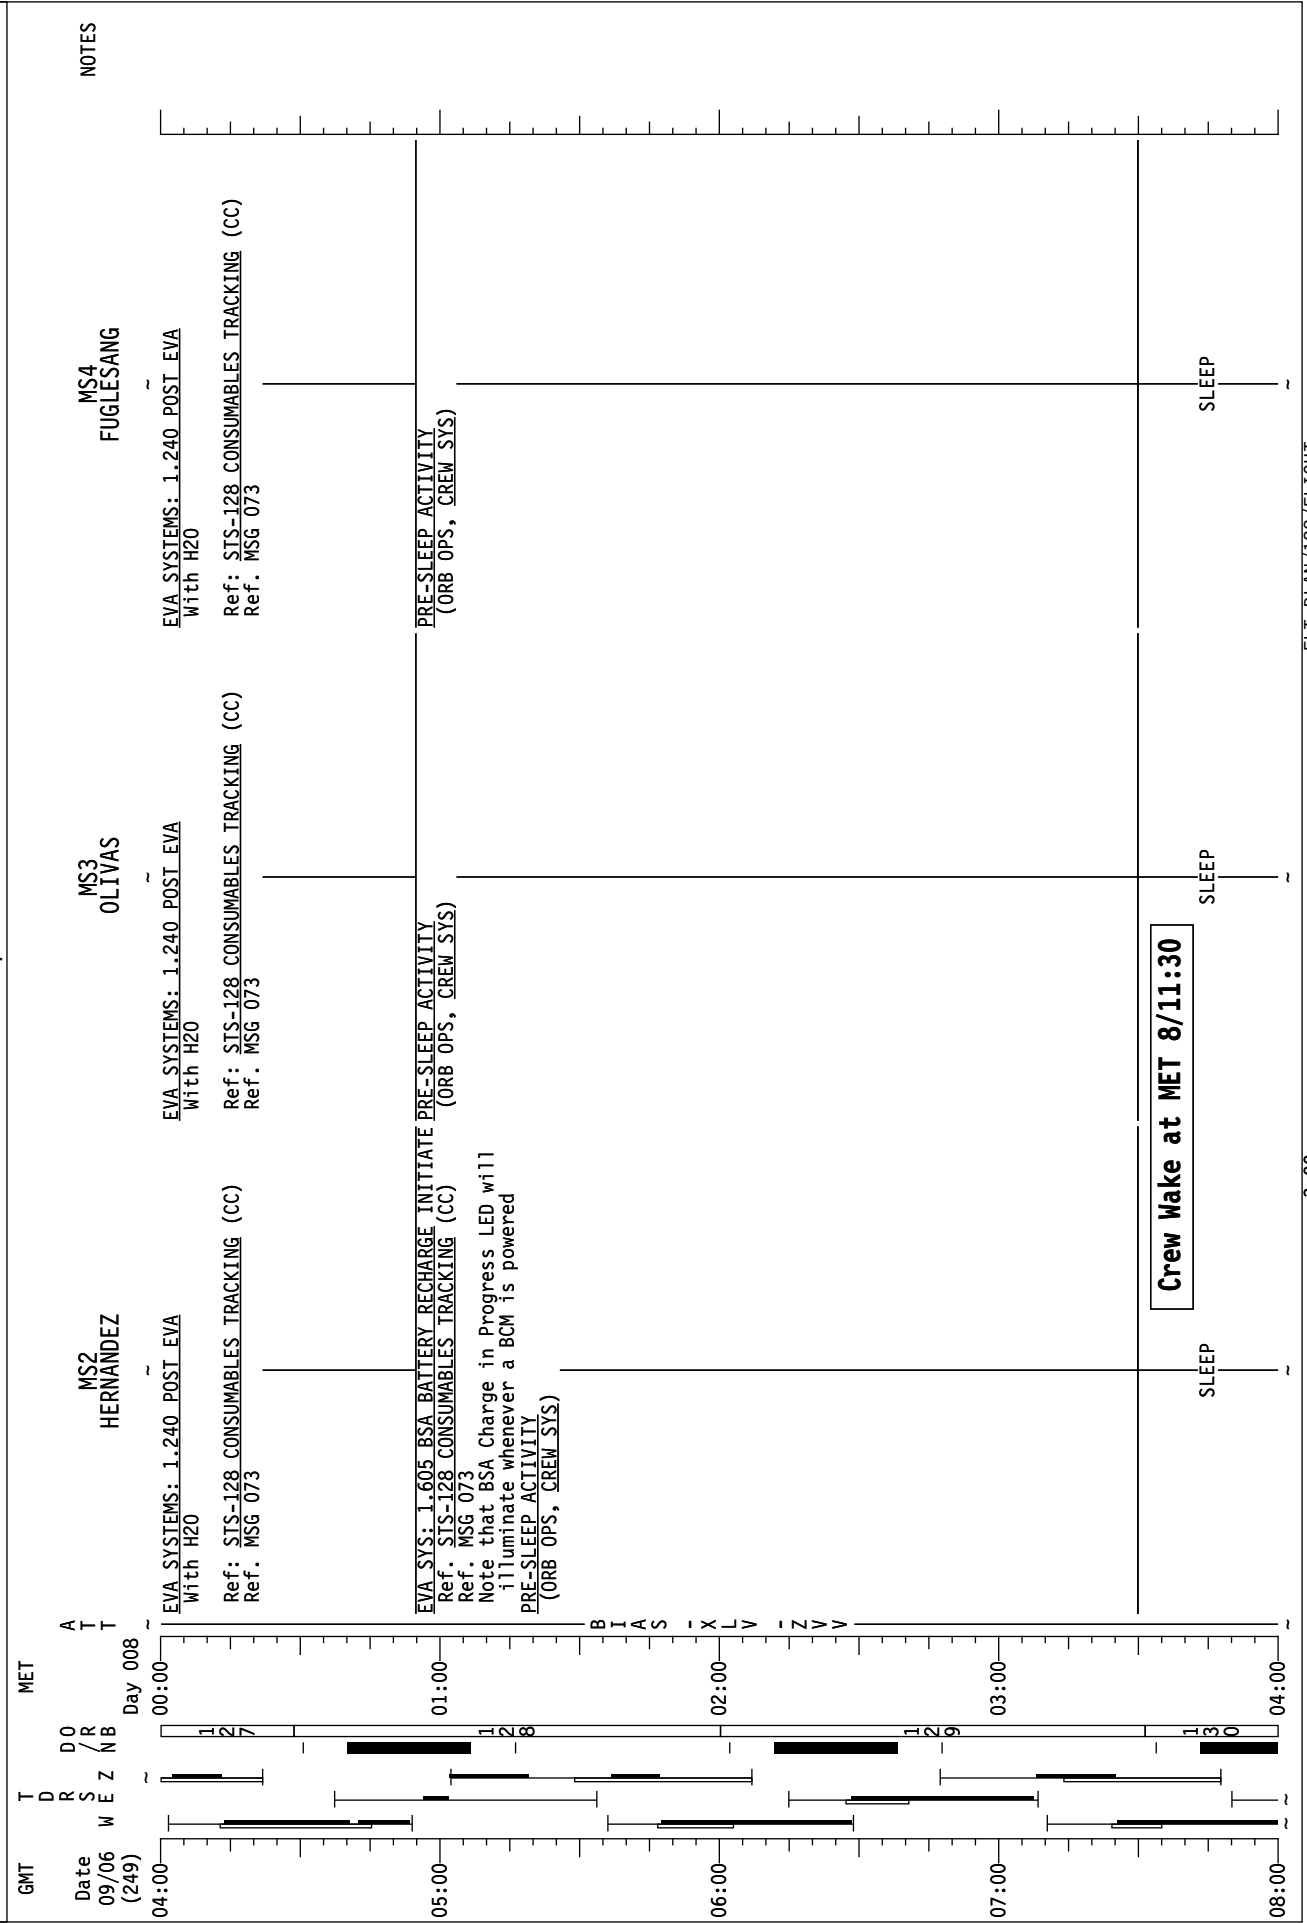 GMT
Date
09/06
(249)
T
D
R
S
W E Z
D O
/ R
N B
MET
Day 008
A
T
T
MS2
HERNANDEZ
MS3
OLIVAS
MS4
FUGLESANG
NOTES
04:00
05:00
06:00
07:00
08:00
127
128
129
130
00:00
01:00
02:00
03:00
04:00
BIAS -XLV -ZVV
EVA SYSTEMS: 1.240 POST EVA
With H2O
Ref: STS-128 CONSUMABLES TRACKING (CC)
Ref. MSG 073
EVA SYS: 1.605 BSA BATTERY RECHARGE INITIATE
Ref. STS-128 CONSUMABLES TRACKING (CC)
Ref. MSG 073
Note that BSA Charge in Progress LED will
illuminate whenever a BCM is powered
PRE-SLEEP ACTIVITY
(ORB OPS, CREW SYS)
SLEEP
EVA SYSTEMS: 1.240 POST EVA
With H2O
Ref: STS-128 CONSUMABLES TRACKING (CC)
Ref. MSG 073
PRE-SLEEP ACTIVITY
(ORB OPS, CREW SYS)
SLEEP
EVA SYSTEMS: 1.240 POST EVA
With H2O
Ref: STS-128 CONSUMABLES TRACKING (CC)
Ref. MSG 073
PRE-SLEEP ACTIVITY
(ORB OPS, CREW SYS)
SLEEP
Crew Wake at MET 8/11:30